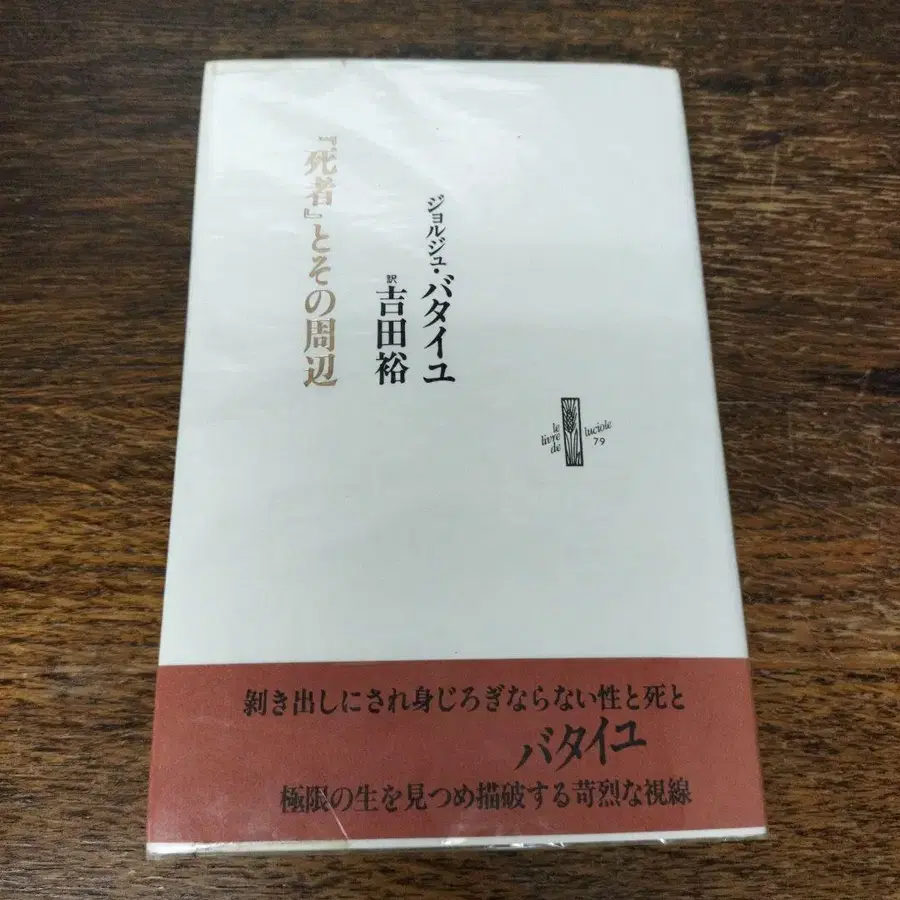 ジョルジュ・バタイユ
訳 吉田裕
『死者』とその周辺
le
livre
de
luciole
79
剝き出しにされ身じろぎならない性と死と
バタイユ
極限の生を見つめ描破する苛烈な視線